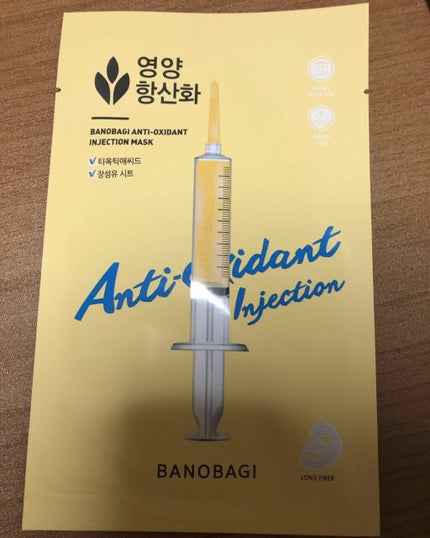 영양
항산화
BANOBAGI ANTI-OXIDANT
INJECTION MASK
티옥틱애씨드
장섬유 시트
Anti-Oxidant
Injection
BANOBAGI
LONG FIBER